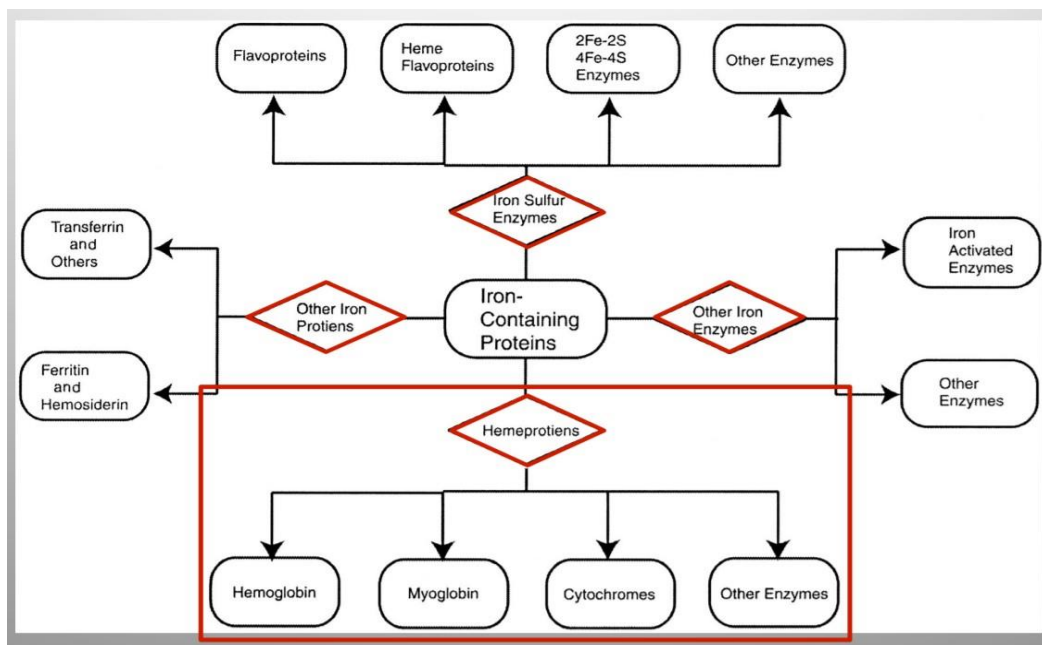 Flavoproteins
Heme
Flavoproteins
2Fe-2S
4Fe-4S
Enzymes
Other Enzymes
Iron Sulfur
Enzymes
Transferrin
and
Others
Iron
Activated
Enzymes
Other Iron
Protiens
Iron-
Containing
Proteins
Other Iron
Enzymes
Ferritin
and
Hemosiderin
Other
Enzymes
Hemeprotiens
Hemoglobin
Myoglobin
Cytochromes
Other Enzymes